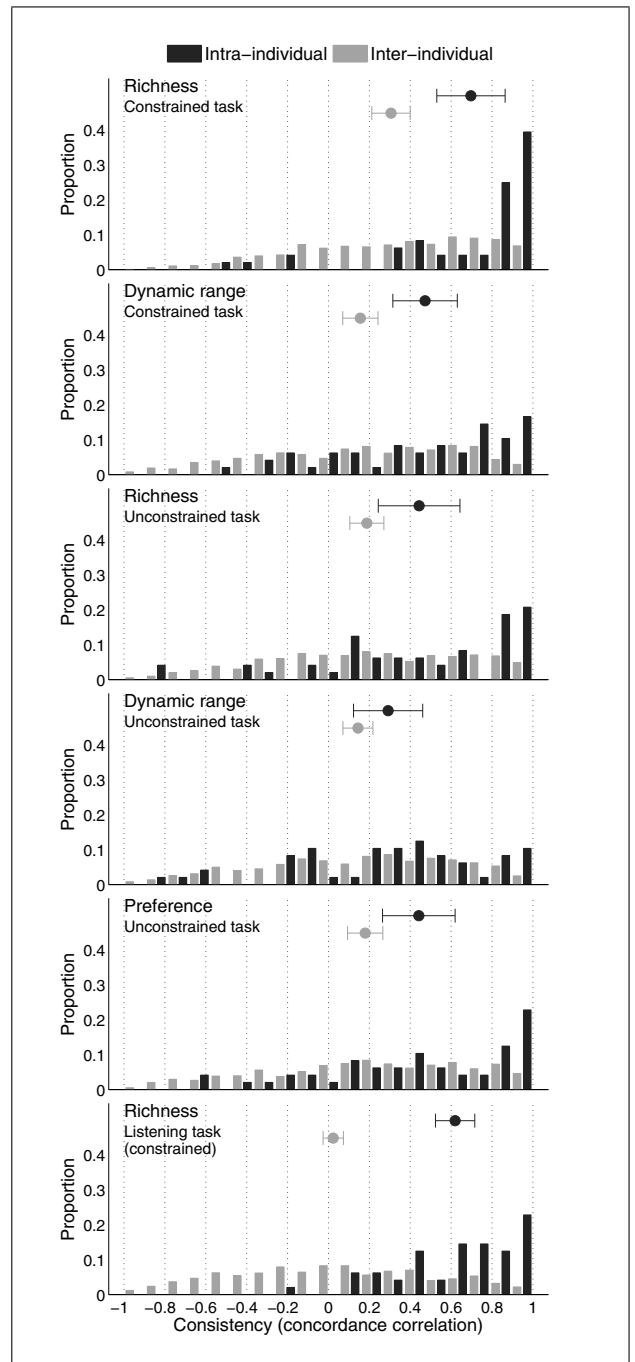 Intra−individual Inter−individual
Richness
Constrained task
Proportion
0.4
0.3
0.2
0.1
0
Dynamic range
Constrained task
Proportion
0.4
0.3
0.2
0.1
0
Richness
Unconstrained task
Proportion
0.4
0.3
0.2
0.1
0
Dynamic range
Unconstrained task
Proportion
0.4
0.3
0.2
0.1
0
Preference
Unconstrained task
Proportion
0.4
0.3
0.2
0.1
0
Richness
Listening task
(constrained)
Proportion
0.4
0.3
0.2
0.1
0
−1 −0.8 −0.6 −0.4 −0.2 0 0.2 0.4 0.6 0.8 1
Consistency (concordance correlation)